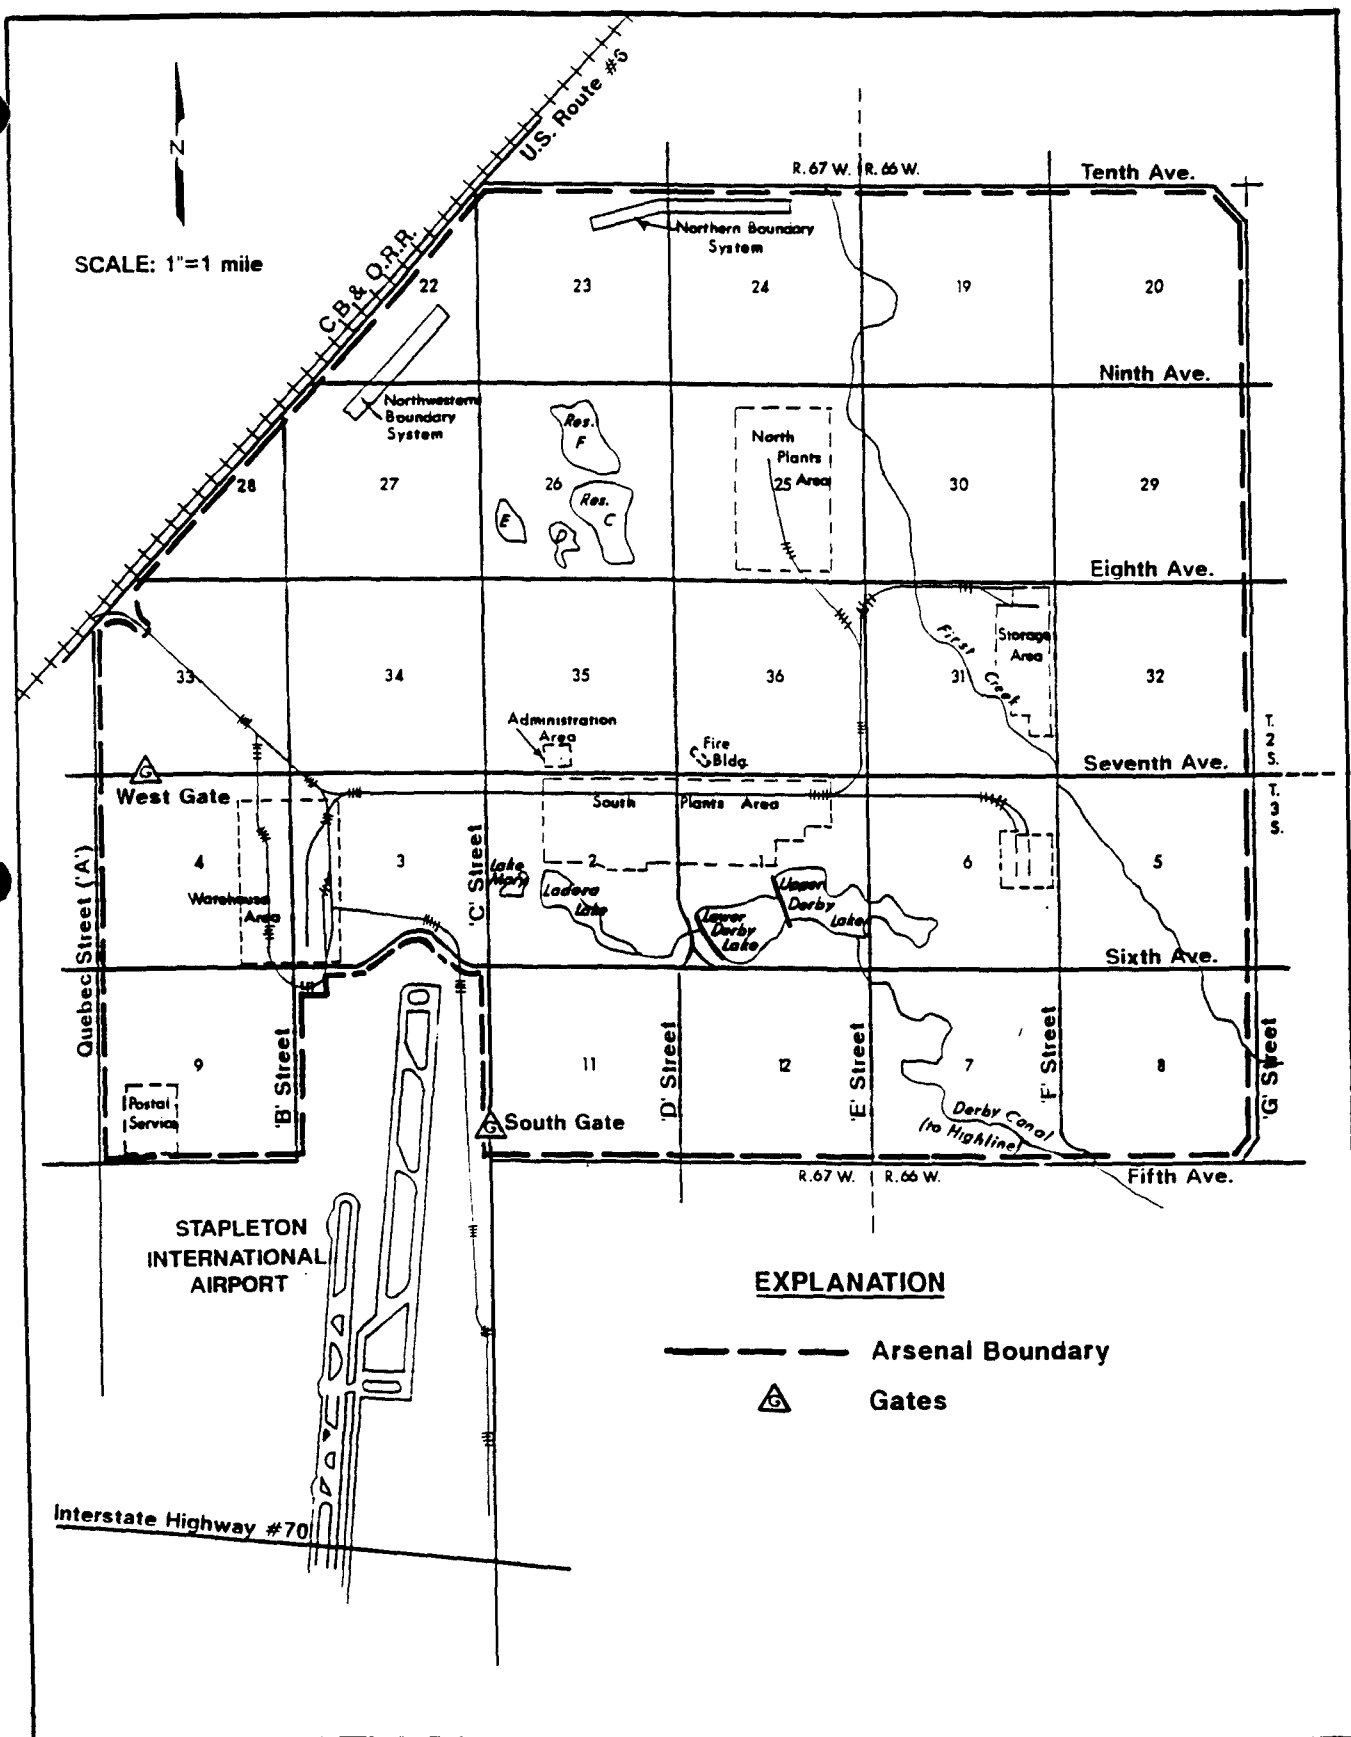 U.S. Route #6
N
R. 67 W.
R. 66 W.
Tenth Ave.
Northern Boundary
System
SCALE: 1"=1 mile
C.B. & Q.R.R.
22
23
24
19
20
Ninth Ave.
Northwestern
Boundary
System
Res.
F
North
Plants
Area
28
27
26
25
30
29
Res.
C
E
D
Eighth Ave.
First
Creek
Storage
Area
33
34
35
36
31
32
Administration
Area
Fire
Bldg.
T.
2
S.
Seventh Ave.
G
West Gate
South Plants Area
T.
3
S.
4
3
2
1
6
5
Quebec Street ('A')
'C' Street
Lake
Mary
Ladora
Lake
Upper
Derby
Lake
Lower
Derby
Lake
Warehouse
Area
Sixth Ave.
9
'B' Street
11
'D' Street
12
'E' Street
7
'F' Street
8
'G' Street
Postal
Service
G
South Gate
Derby Canal
(to Highline)
R. 67 W.
R. 66 W.
Fifth Ave.
STAPLETON
INTERNATIONAL
AIRPORT
EXPLANATION
Arsenal Boundary
G
Gates
Interstate Highway #70